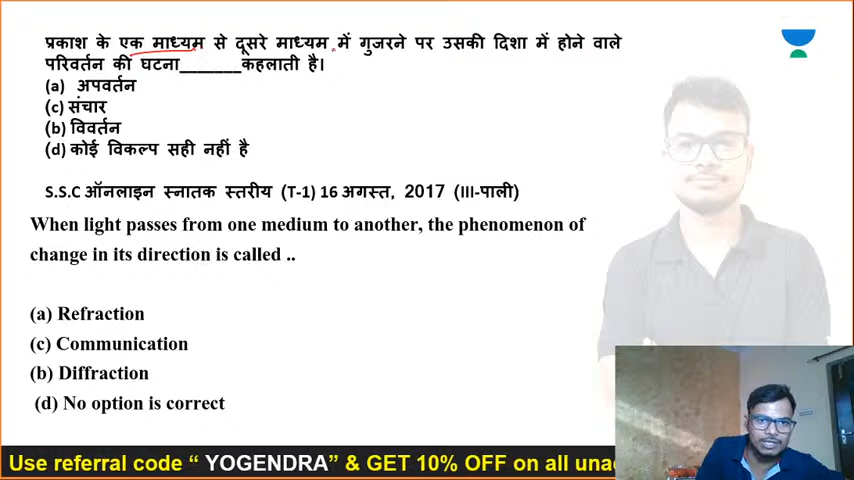 प्रकाश के एक माध्यम से दूसरे माध्यम में गुजरने पर उसकी दिशा में होने वाले
परिवर्तन की घटना_______कहलाती है।
(a) अपवर्तन
(c) संचार
(b) विवर्तन
(d) कोई विकल्प सही नहीं है
S.S.C ऑनलाइन स्नातक स्तरीय (T-1) 16 अगस्त, 2017 (III-पाली)
When light passes from one medium to another, the phenomenon of
change in its direction is called ..
(a) Refraction
(c) Communication
(b) Diffraction
(d) No option is correct
Use referral code “ YOGENDRA” & GET 10% OFF on all